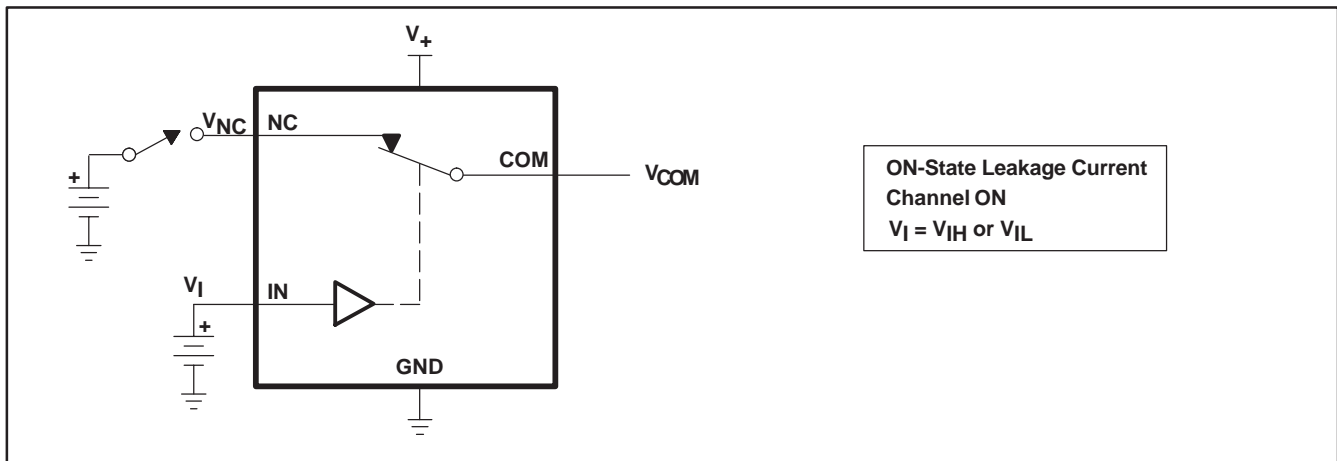 V+
VNC
NC
COM
VCOM
+
VI
IN
+
GND
ON-State Leakage Current
Channel ON
VI = VIH or VIL